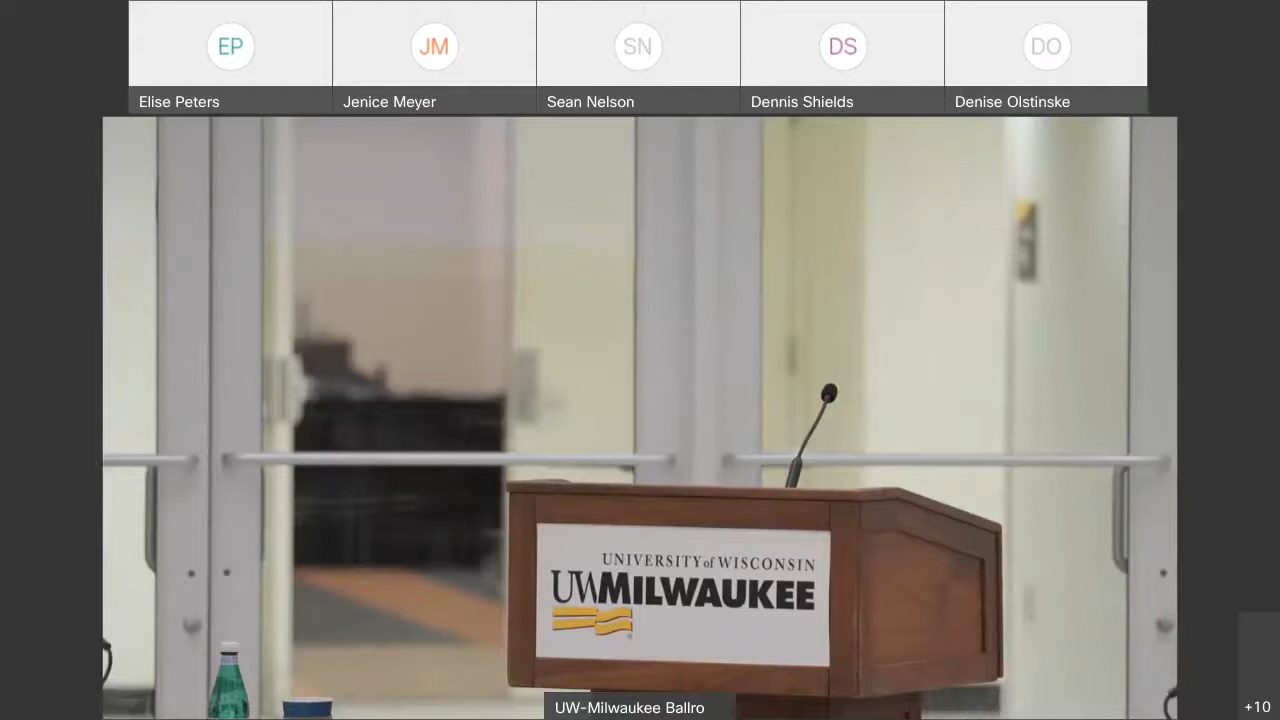 EP
JM
SN
DS
DO
Elise Peters
Jenice Meyer
Sean Nelson
Dennis Shields
Denise Olstinske
UNIVERSITY of WISCONSIN
UWMILWAUKEE
UW-Milwaukee Ballro
+10